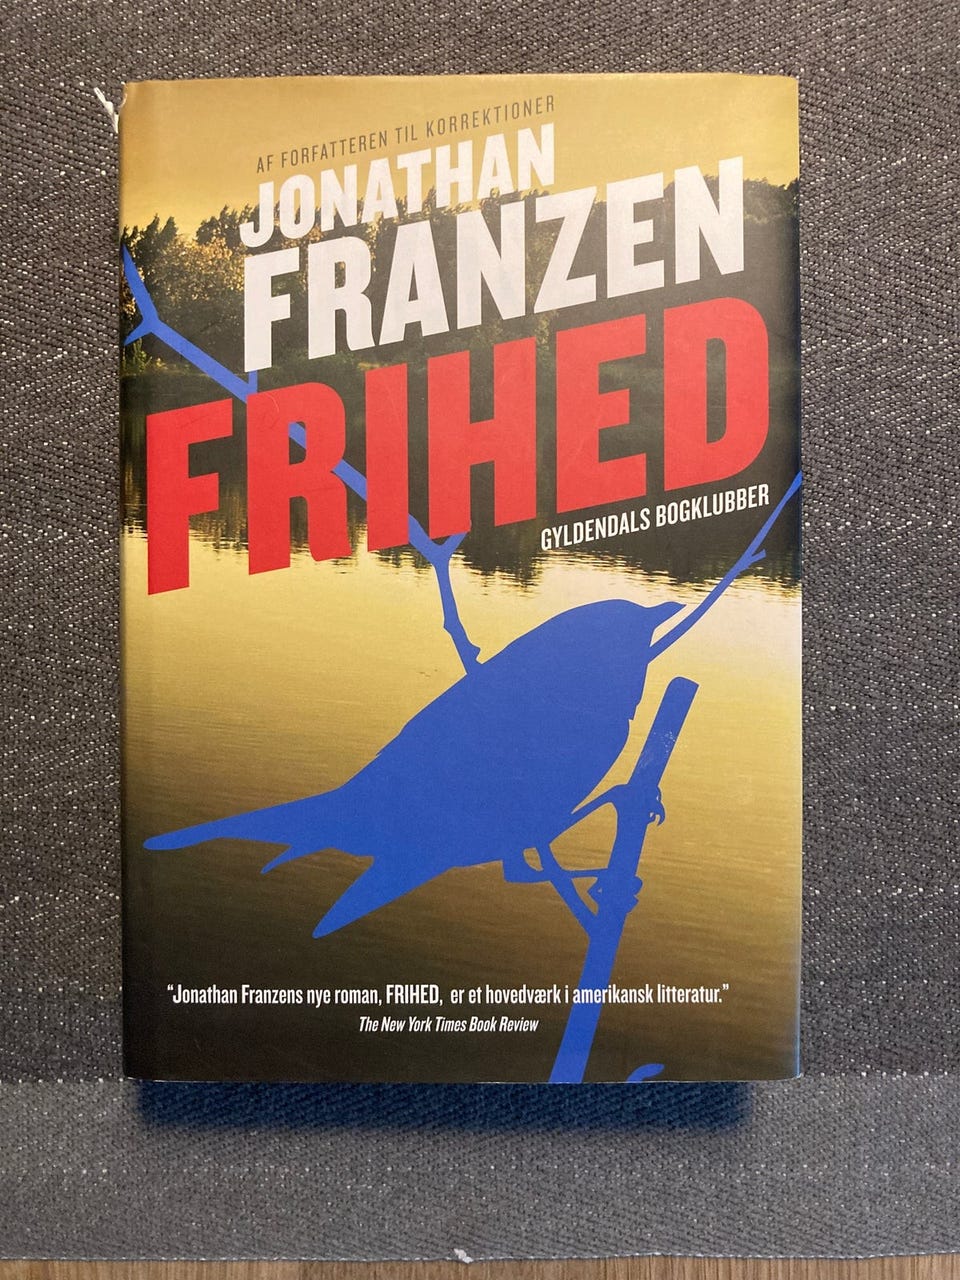 AF FORFATTEREN TIL KORREKTIONER
JONATHAN
FRANZEN
FRIHED
GYLDENDALS BOGKLUBBER
“Jonathan Franzens nye roman, FRIHED, er et hovedværk i amerikansk litteratur.”
The New York Times Book Review